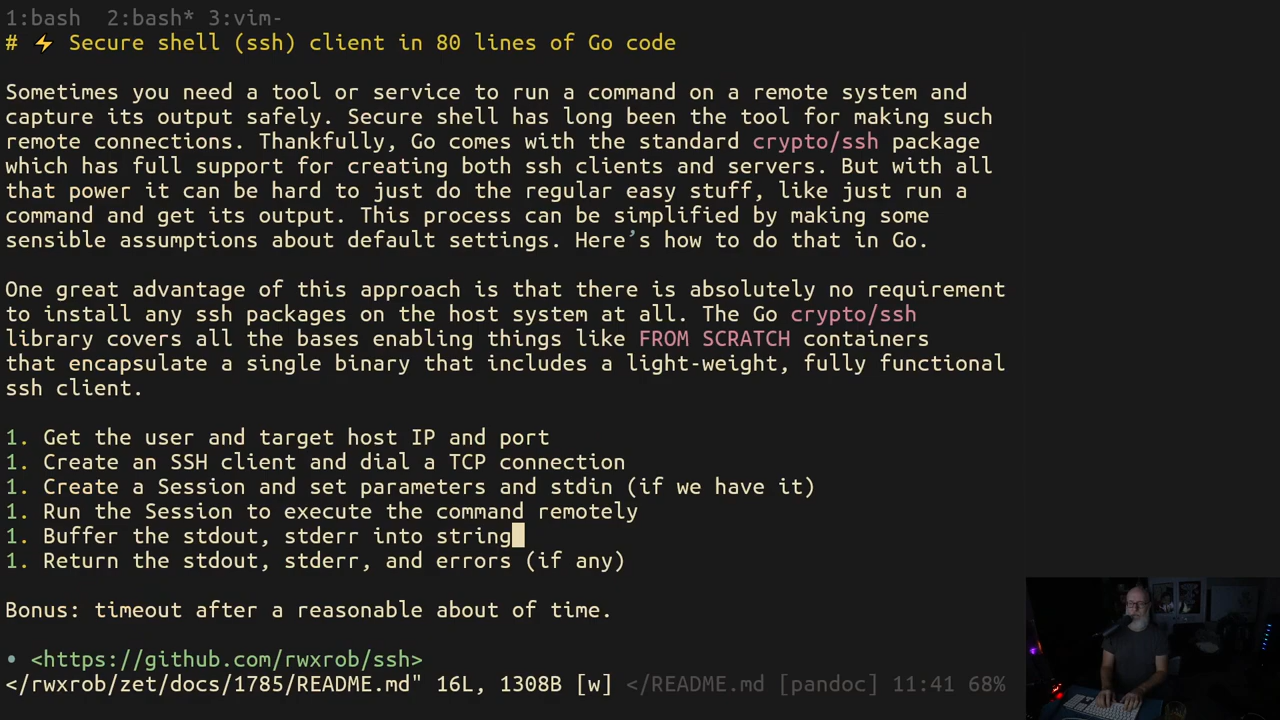 1:bash  2:bash* 3:vim-
# ⚡ Secure shell (ssh) client in 80 lines of Go code
Sometimes you need a tool or service to run a command on a remote system and
capture its output safely. Secure shell has long been the tool for making such
remote connections. Thankfully, Go comes with the standard crypto/ssh package
which has full support for creating both ssh clients and servers. But with all
that power it can be hard to just do the regular easy stuff, like just run a
command and get its output. This process can be simplified by making some
sensible assumptions about default settings. Here’s how to do that in Go.
One great advantage of this approach is that there is absolutely no requirement
to install any ssh packages on the host system at all. The Go crypto/ssh
library covers all the bases enabling things like FROM SCRATCH containers
that encapsulate a single binary that includes a light-weight, fully functional
ssh client.
1. Get the user and target host IP and port
1. Create an SSH client and dial a TCP connection
1. Create a Session and set parameters and stdin (if we have it)
1. Run the Session to execute the command remotely
1. Buffer the stdout, stderr into string
1. Return the stdout, stderr, and errors (if any)
Bonus: timeout after a reasonable about of time.
• <https://github.com/rwxrob/ssh>
</rwxrob/zet/docs/1785/README.md" 16L, 1308B [w] </README.md [pandoc] 11:41 68%